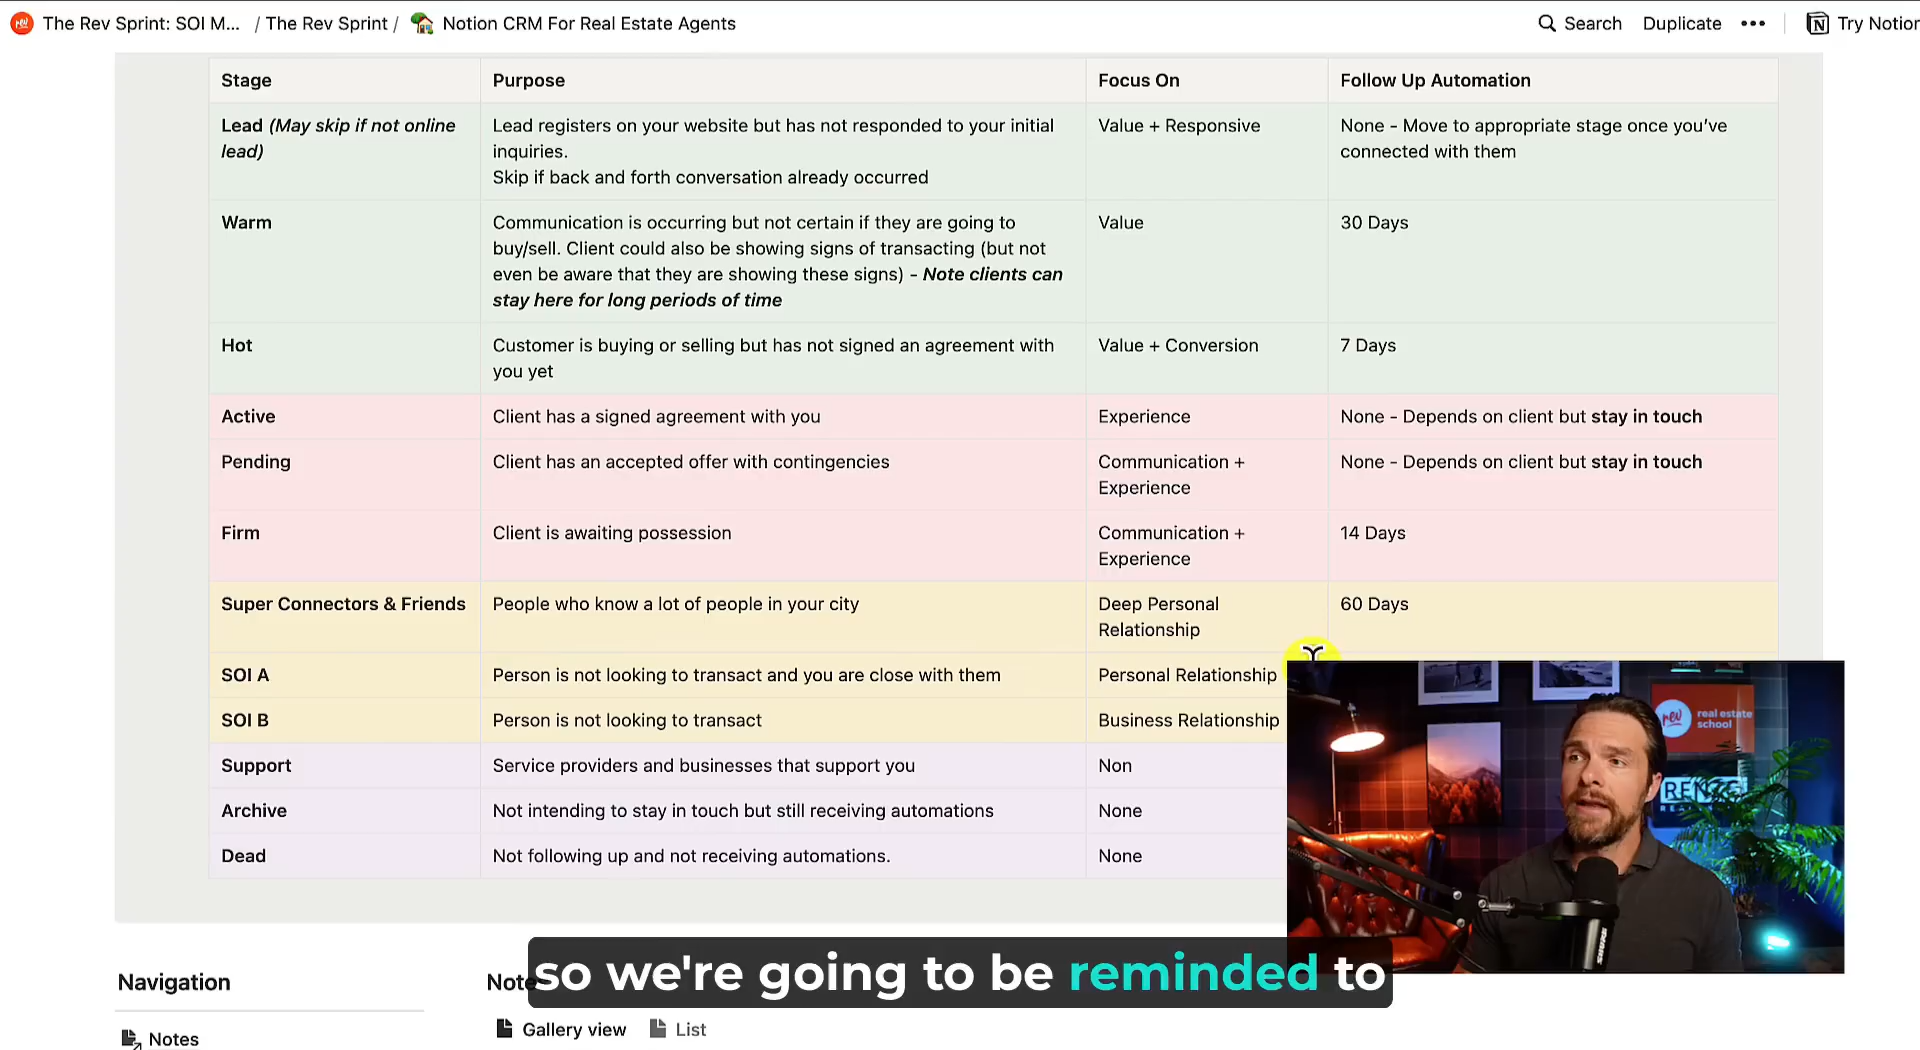 The Rev Sprint: SOI M... / The Rev Sprint / Notion CRM For Real Estate Agents
Search Duplicate ••• Try Notion
Stage Purpose Focus On Follow Up Automation
Lead (May skip if not online
lead)
Lead registers on your website but has not responded to your initial
inquiries.
Skip if back and forth conversation already occurred
Value + Responsive
None - Move to appropriate stage once you’ve
connected with them
Warm
Communication is occurring but not certain if they are going to
buy/sell. Client could also be showing signs of transacting (but not
even be aware that they are showing these signs) - Note clients can
stay here for long periods of time
Value
30 Days
Hot
Customer is buying or selling but has not signed an agreement with
you yet
Value + Conversion
7 Days
Active
Client has a signed agreement with you
Experience
None - Depends on client but stay in touch
Pending
Client has an accepted offer with contingencies
Communication +
Experience
None - Depends on client but stay in touch
Firm
Client is awaiting possession
Communication +
Experience
14 Days
Super Connectors & Friends
People who know a lot of people in your city
Deep Personal
Relationship
60 Days
SOI A
Person is not looking to transact and you are close with them
Personal Relationship
SOI B
Person is not looking to transact
Business Relationship
Support
Service providers and businesses that support you
Non
Archive
Not intending to stay in touch but still receiving automations
None
Dead
Not following up and not receiving automations.
None
rev real estate
school
SHURE
so we're going to be reminded to
Navigation
Notes
Note
Gallery view List